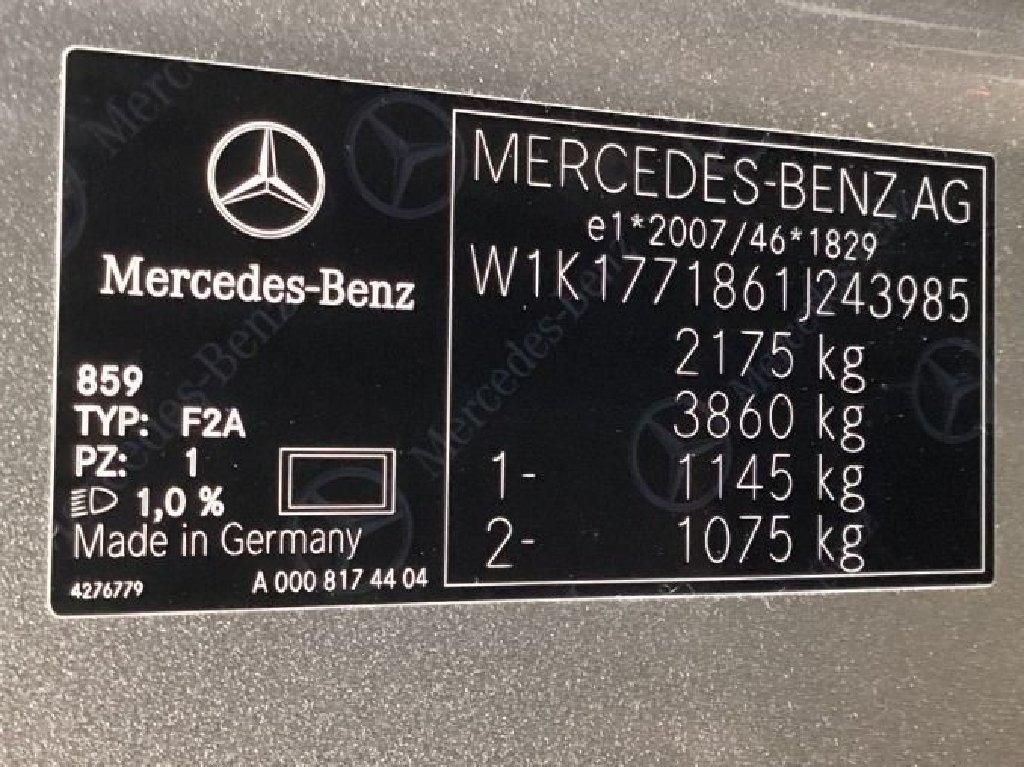 Mercedes-Benz
859
TYP: F2A
PZ: 1
1,0 %
Made in Germany
4276779 A 000 817 44 04
MERCEDES-BENZ AG
e1*2007/46*1829
W1K1771861J243985
2175 kg
3860 kg
1- 1145 kg
2- 1075 kg